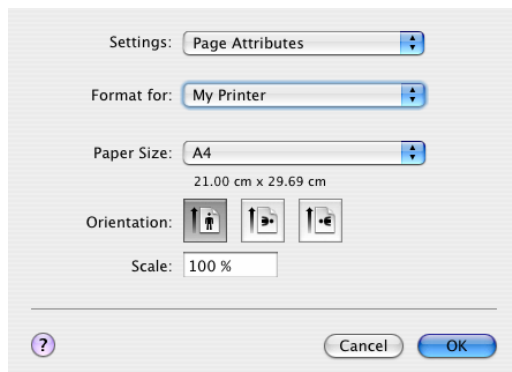 Settings: Page Attributes
Format for: My Printer
Paper Size: A4
21.00 cm x 29.69 cm
Orientation:
Scale: 100 %
? Cancel OK